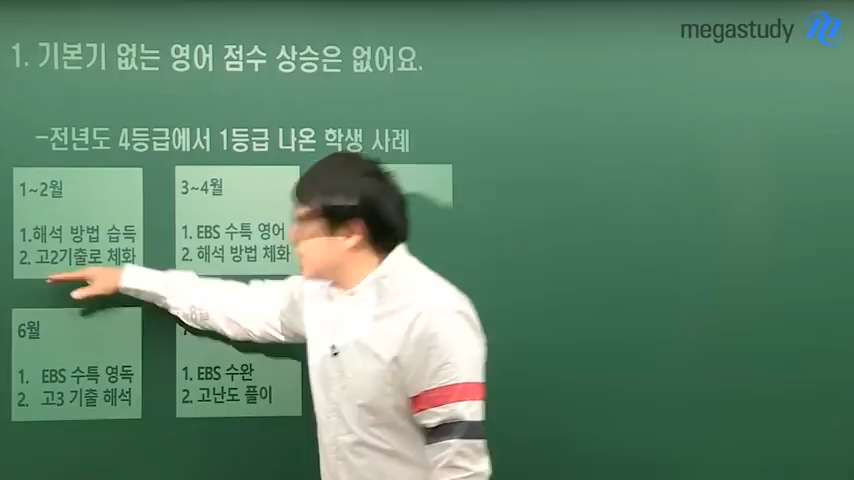 megastudy
1. 기본기 없는 영어 점수 상승은 없어요.
-전년도 4등급에서 1등급 나온 학생 사례
1~2월
1.해석 방법 습득
2. 고2기출로 체화
3~4월
1. EBS 수특 영어
2. 해석 방법 체화
6월
1. EBS 수특 영독
2. 고3 기출 해석
1. EBS 수완
2. 고난도 풀이